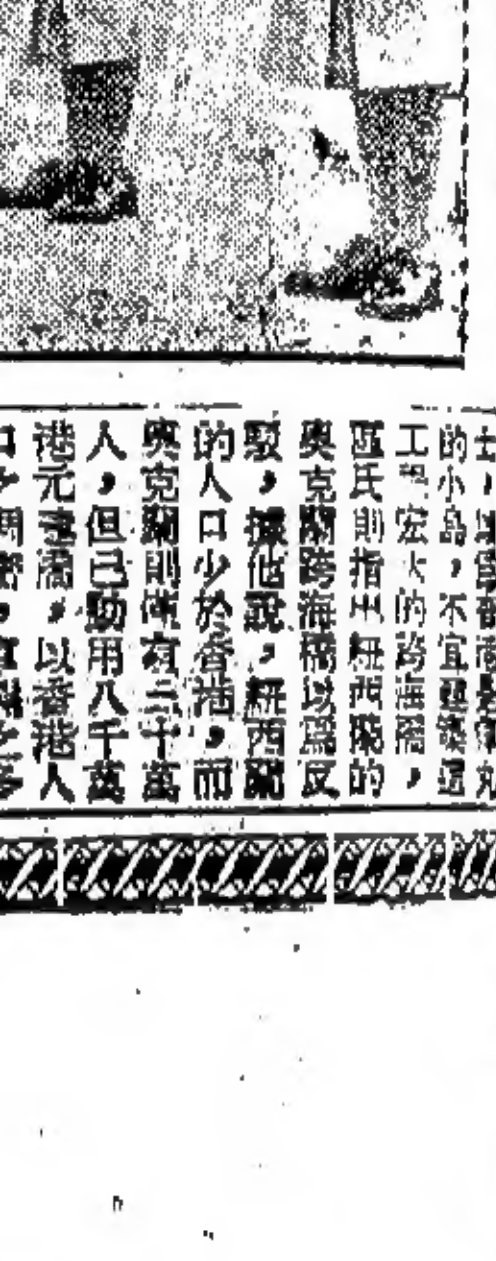 的小島，不宜建築這
工程宏大的跨海橋，
區氏則指出紐西蘭的
奧克蘭跨海橋以爲反
駁，據他說，紐西蘭
的人口少於香港，而
奧克蘭則僅有三十萬
人，但已動用八千萬
港元建橋，以香港人